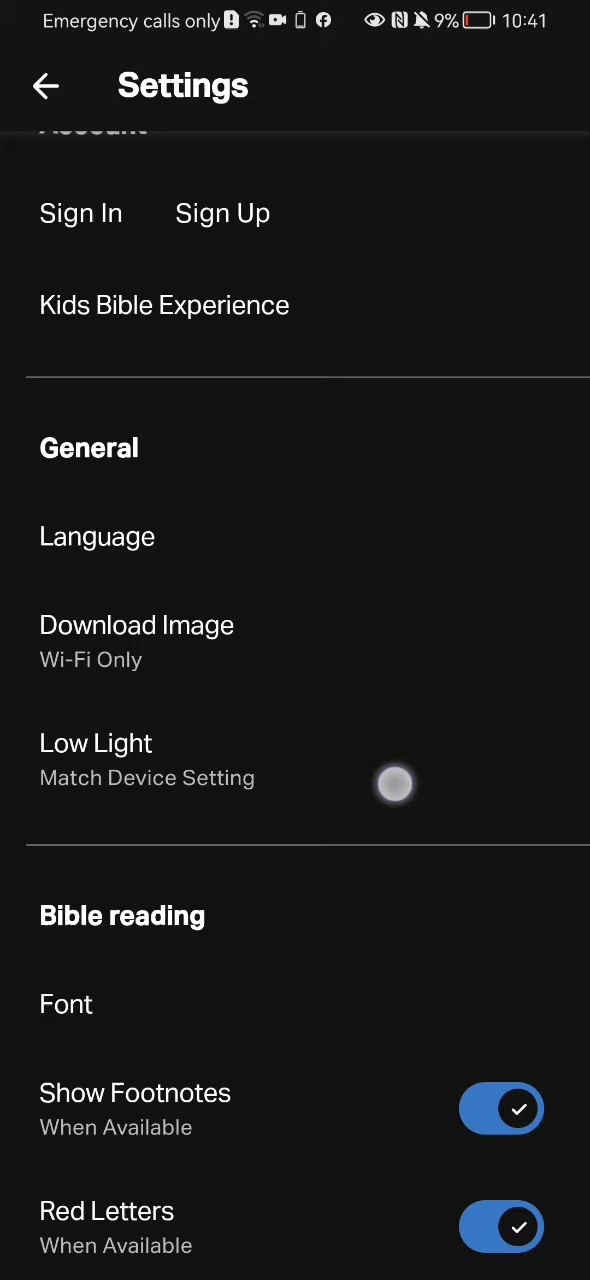 Emergency calls only 9% 10:41
Settings
Account
Sign In Sign Up
Kids Bible Experience
General
Language
Download Image
Wi-Fi Only
Low Light
Match Device Setting
Bible reading
Font
Show Footnotes
When Available
Red Letters
When Available